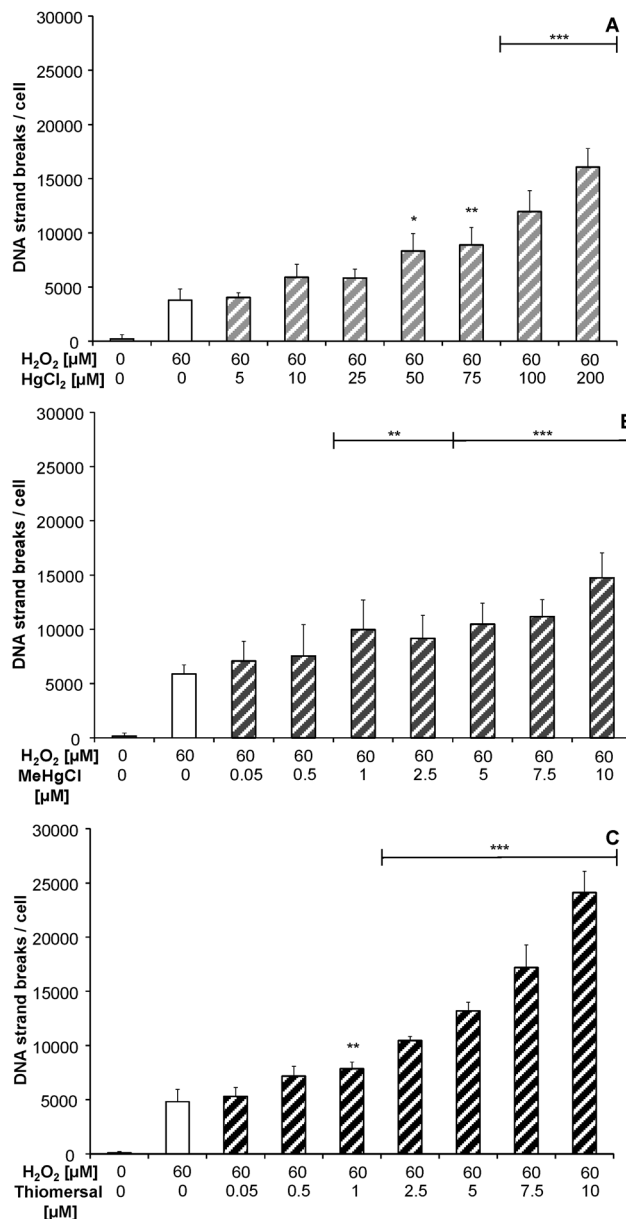 A
30000
***
25000
20000
15000
* **
10000
5000
0
DNA strand breaks / cell
H₂O₂ [µM] 0 60 60 60 60 60 60 60 60
HgCl₂ [µM] 0 0 5 10 25 50 75 100 200
30000
** ***
25000
20000
15000
10000
5000
0
DNA strand breaks / cell
H₂O₂ [µM] 0 60 60 60 60 60 60 60 60
MeHgCl 0 0 0.05 0.5 1 2.5 5 7.5 10
[µM]
30000
C
***
25000
20000
15000
10000
**
5000
0
DNA strand breaks / cell
H₂O₂ [µM] 0 60 60 60 60 60 60 60 60
Thiomersal 0 0 0.05 0.5 1 2.5 5 7.5 10
[µM]